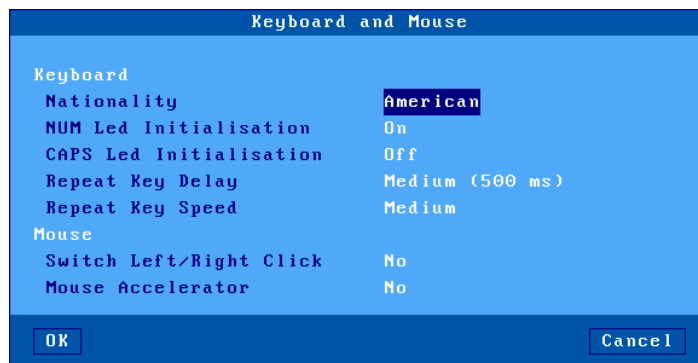 Keyboard and Mouse
Keyboard
Nationality American
NUM Led Initialisation On
CAPS Led Initialisation Off
Repeat Key Delay Medium (500 ms)
Repeat Key Speed Medium
Mouse
Switch Left/Right Click No
Mouse Accelerator No
OK Cancel